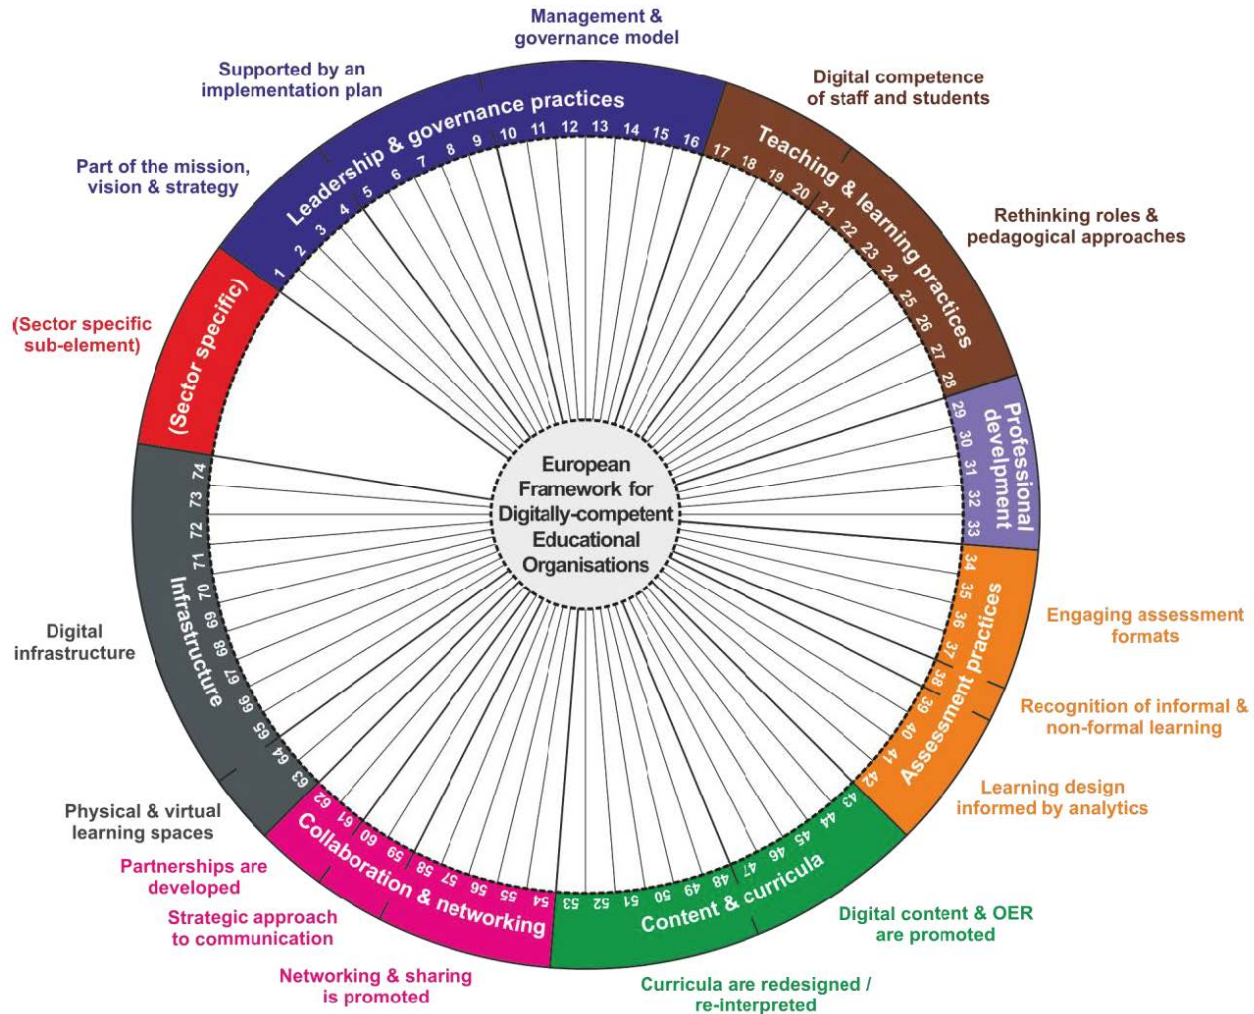 Management &
governance model
Supported by an
implementation plan
Digital competence
of staff and students
Part of the mission,
vision & strategy
Rethinking roles &
pedagogical approaches
(Sector specific
sub-element)
Engaging assessment
formats
Recognition of informal &
non-formal learning
Learning design
informed by analytics
Digital content & OER
are promoted
Curricula are redesigned /
re-interpreted
Networking & sharing
is promoted
Strategic approach
to communication
Partnerships are
developed
Physical & virtual
learning spaces
Digital
infrastructure
Leadership & governance practices
1 2 3 4 5 6 7 8 9 10 11 12 13 14 15 16
Teaching & learning practices
17 18 19 20 21 22 23 24 25 26 27 28
Professional
develpment
29 30 31 32 33
Assessment practices
34 35 36 37 38 39 40 41 42
Content & curricula
43 44 45 46 47 48 49 50 51 52 53
Collaboration & networking
54 55 56 57 58 59 60 61 62
Infrastructure
63 64 65 66 67 68 69 70 71 72 73 74
(Sector specific)
European
Framework for
Digitally-competent
Educational
Organisations